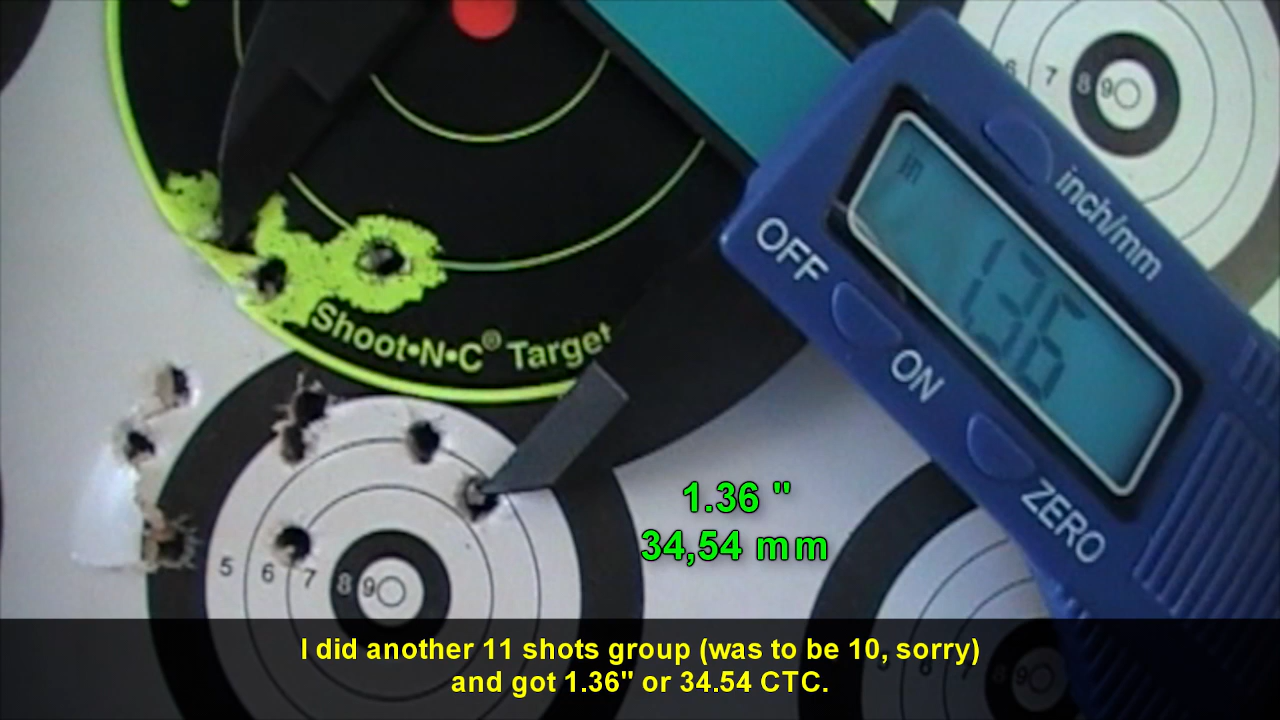 6 7 8 9
in
inch/mm
1.36
OFF
ON
ZERO
Shoot•N•C® Target
1.36 "
34,54 mm
5 6 7 8 9
I did another 11 shots group (was to be 10, sorry)
and got 1.36" or 34.54 CTC.